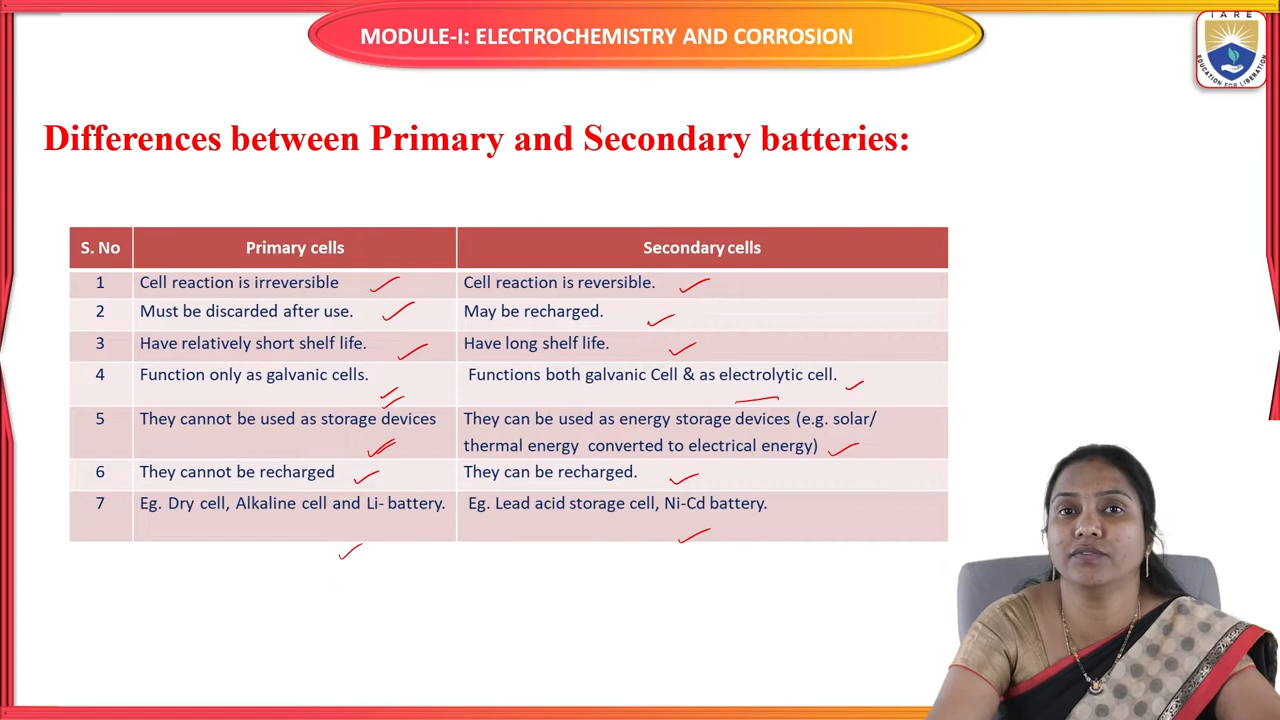 MODULE-I: ELECTROCHEMISTRY AND CORROSION
IARE
EDUCATION FOR LIBERATION
Differences between Primary and Secondary batteries:
S. No Primary cells Secondary cells
1 Cell reaction is irreversible Cell reaction is reversible.
2 Must be discarded after use. May be recharged.
3 Have relatively short shelf life. Have long shelf life.
4 Function only as galvanic cells. Functions both galvanic Cell & as electrolytic cell.
5 They cannot be used as storage devices They can be used as energy storage devices (e.g. solar/
thermal energy converted to electrical energy)
6 They cannot be recharged They can be recharged.
7 Eg. Dry cell, Alkaline cell and Li- battery. Eg. Lead acid storage cell, Ni-Cd battery.